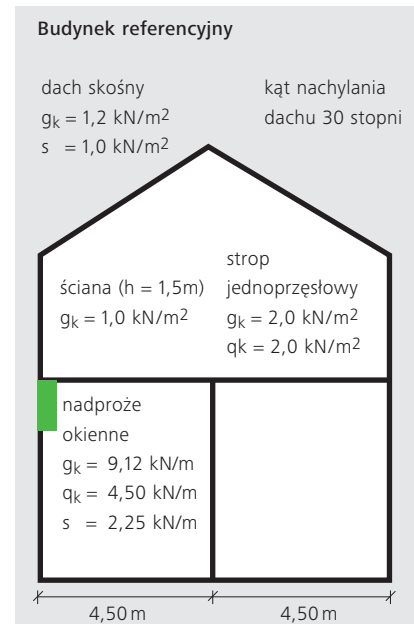 Budynek referencyjny
dach skośny
gk = 1,2 kN/m2
s = 1,0 kN/m2
kąt nachylania
dachu 30 stopni
ściana (h = 1,5m)
gk = 1,0 kN/m2
strop
jednoprzęsłowy
gk = 2,0 kN/m2
qk = 2,0 kN/m2
nadproże
okienne
gk = 9,12 kN/m
qk = 4,50 kN/m
s = 2,25 kN/m
4,50 m 4,50 m